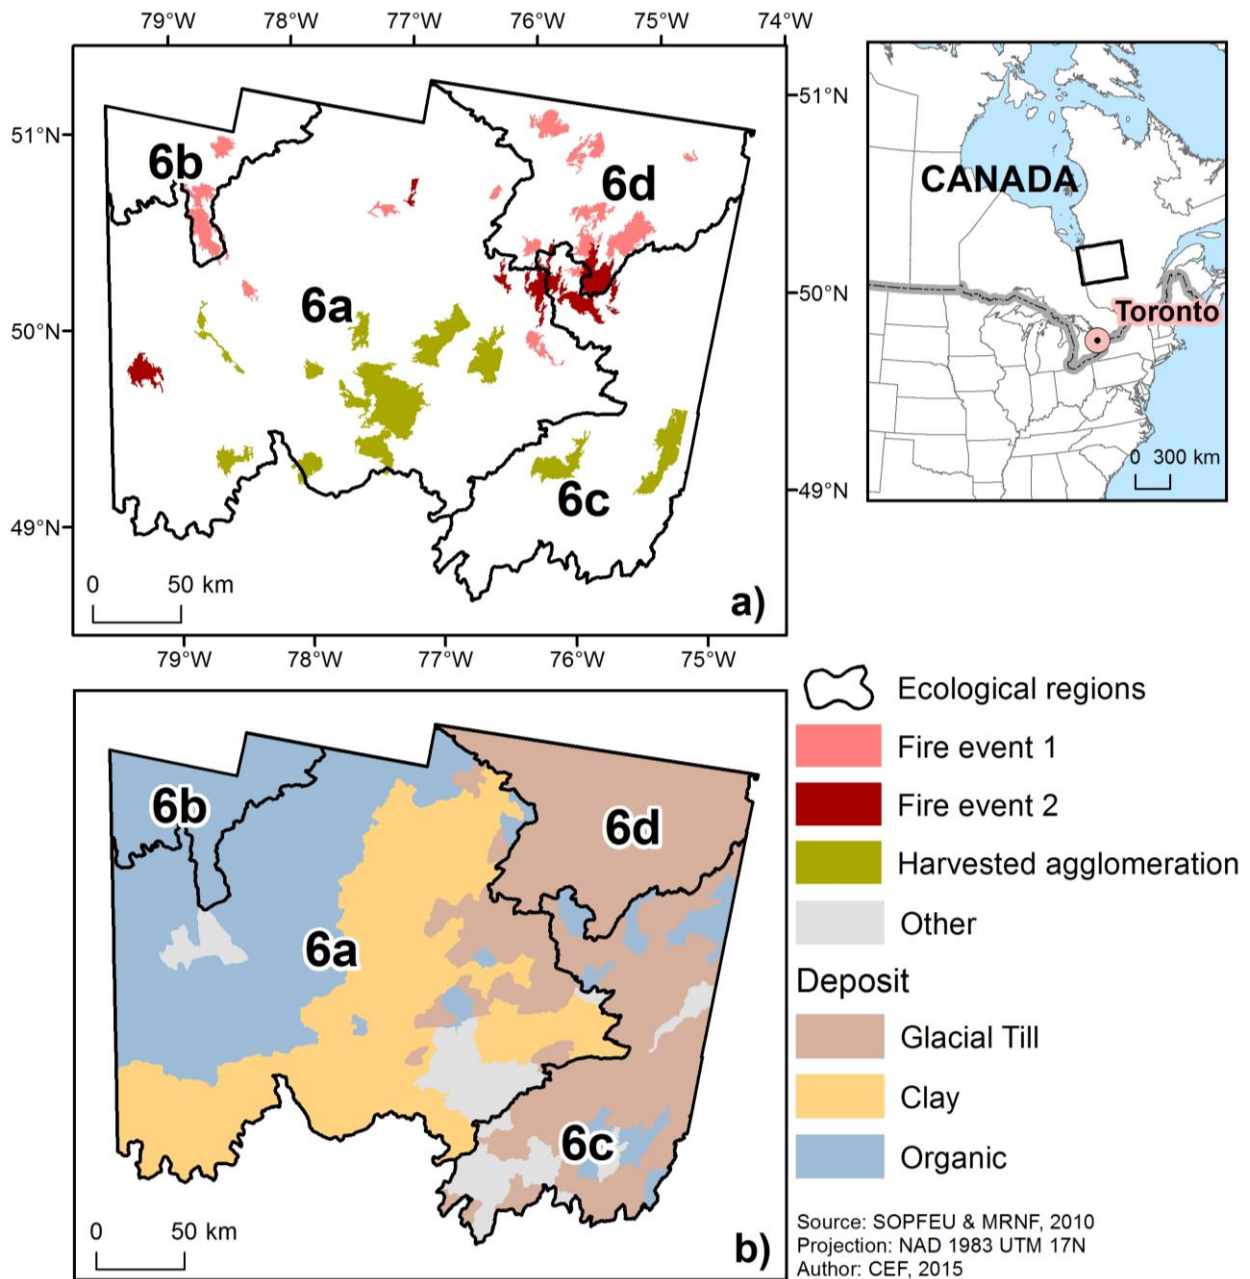 79°W 78°W 77°W 76°W 75°W 74°W
51°N
50°N
49°N
51°N
50°N
49°N
6b
6d
6a
6c
0 50 km
a)
79°W 78°W 77°W 76°W 75°W
CANADA
Toronto
0 300 km
6b
6d
6a
6c
0 50 km
b)
Ecological regions
Fire event 1
Fire event 2
Harvested agglomeration
Other
Deposit
Glacial Till
Clay
Organic
Source: SOPFEU & MRNF, 2010
Projection: NAD 1983 UTM 17N
Author: CEF, 2015